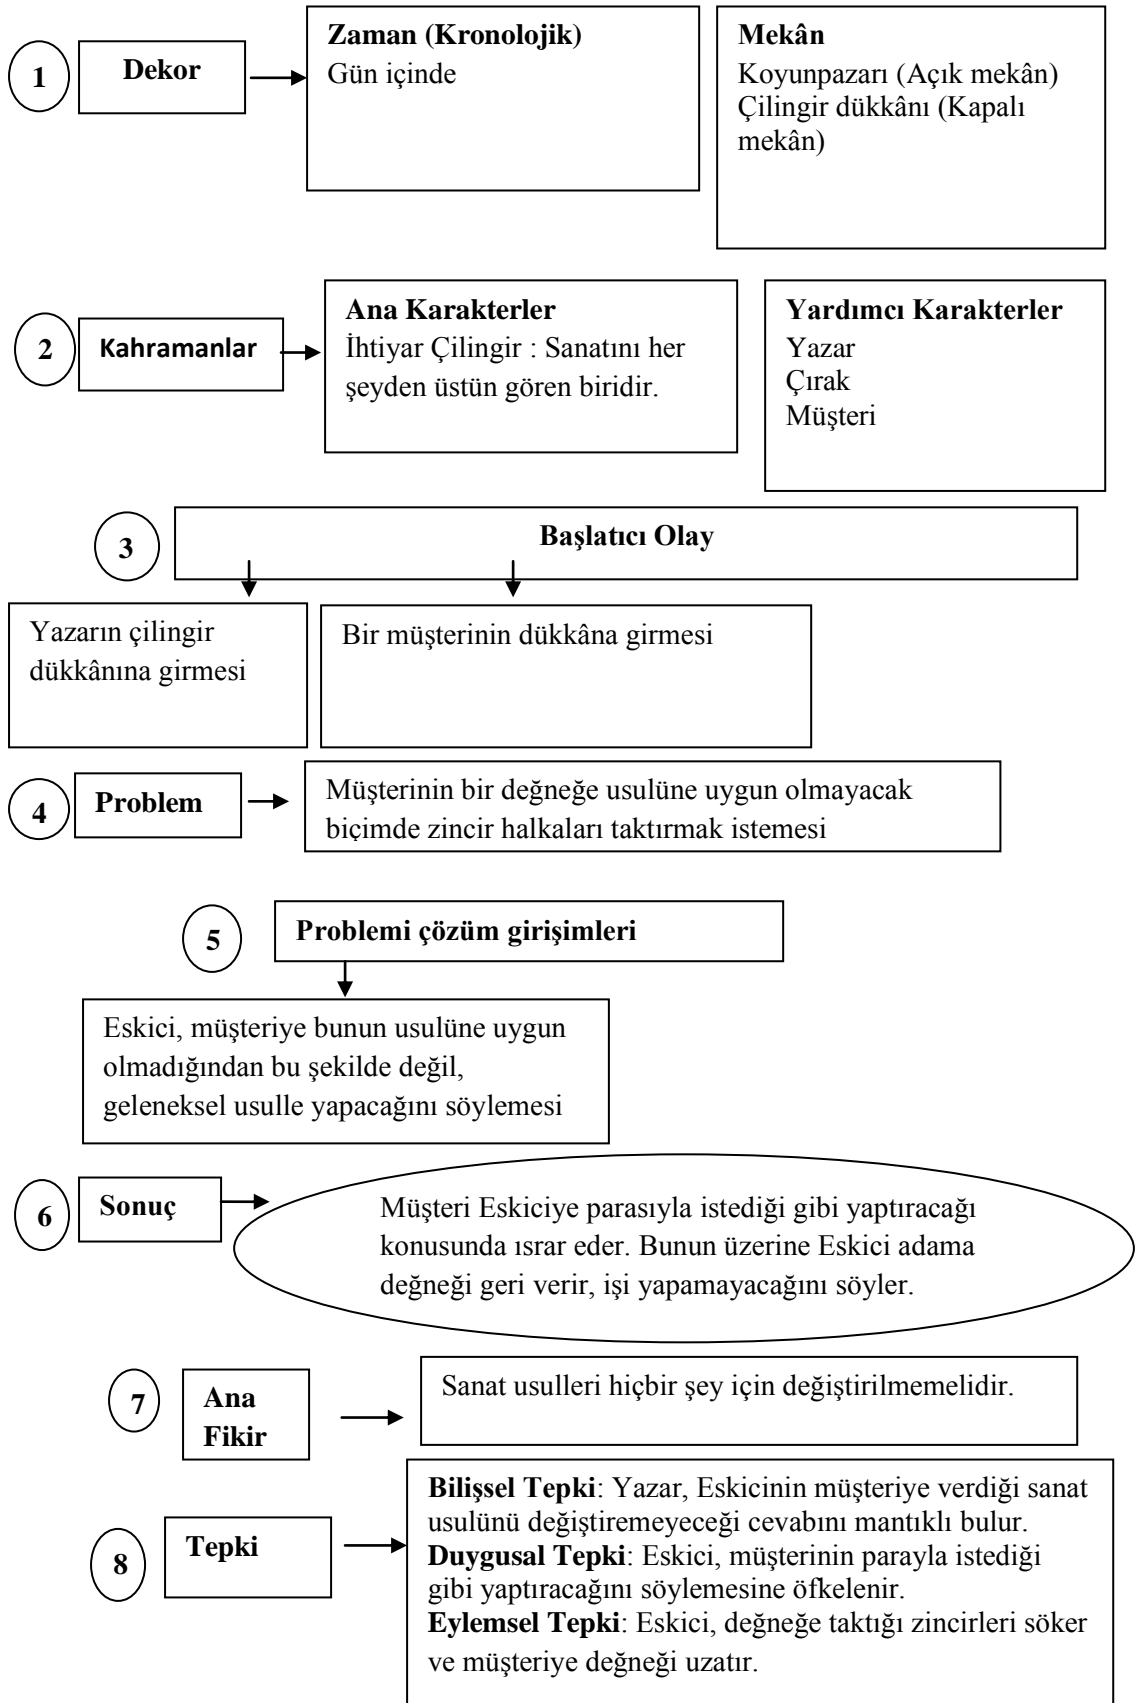 1
Dekor
Zaman (Kronolojik)
Gün içinde
Mekân
Koyunpazarı (Açık mekân)
Çilingir dükkânı (Kapalı
mekân)
2
Kahramanlar
Ana Karakterler
İhtiyar Çilingir : Sanatını her
şeyden üstün gören biridir.
Yardımcı Karakterler
Yazar
Çırak
Müşteri
3
Başlatıcı Olay
Yazarın çilingir
dükkânına girmesi
Bir müşterinin dükkâna girmesi
4
Problem
Müşterinin bir değneğe usulüne uygun olmayacak
biçimde zincir halkaları taktırmak istemesi
5
Problemi çözüm girişimleri
Eskici, müşteriye bunun usulüne uygun
olmadığından bu şekilde değil,
geleneksel usulle yapacağını söylemesi
6
Sonuç
Müşteri Eskiciye parasıyla istediği gibi yaptıracağı
konusunda ısrar eder. Bunun üzerine Eskici adama
değneği geri verir, işi yapamayacağını söyler.
7
Ana
Fikir
Sanat usulleri hiçbir şey için değiştirilmemelidir.
8
Tepki
Bilişsel Tepki: Yazar, Eskicinin müşteriye verdiği sanat
usulünü değiştiremeyeceği cevabını mantıklı bulur.
Duygusal Tepki: Eskici, müşterinin parayla istediği
gibi yaptıracağını söylemesine öfkelenir.
Eylemsel Tepki: Eskici, değneğe taktığı zincirleri söker
ve müşteriye değneği uzatır.